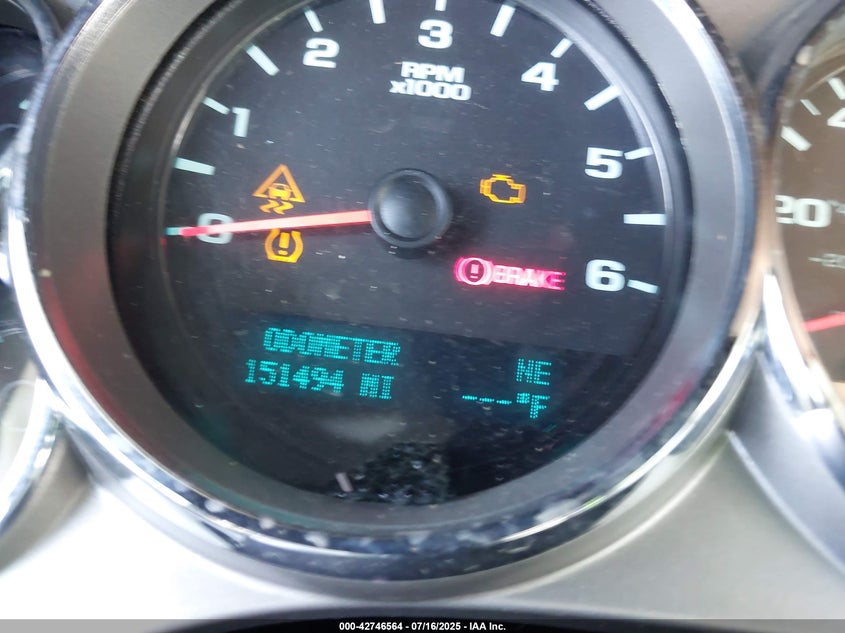 3
2
4
RPM
x1000
1
5
0
BRAKE
6
20
ODOMETER
NE
151494 MI
---°F
000-42746564 - 07/16/2025 - IAA Inc.